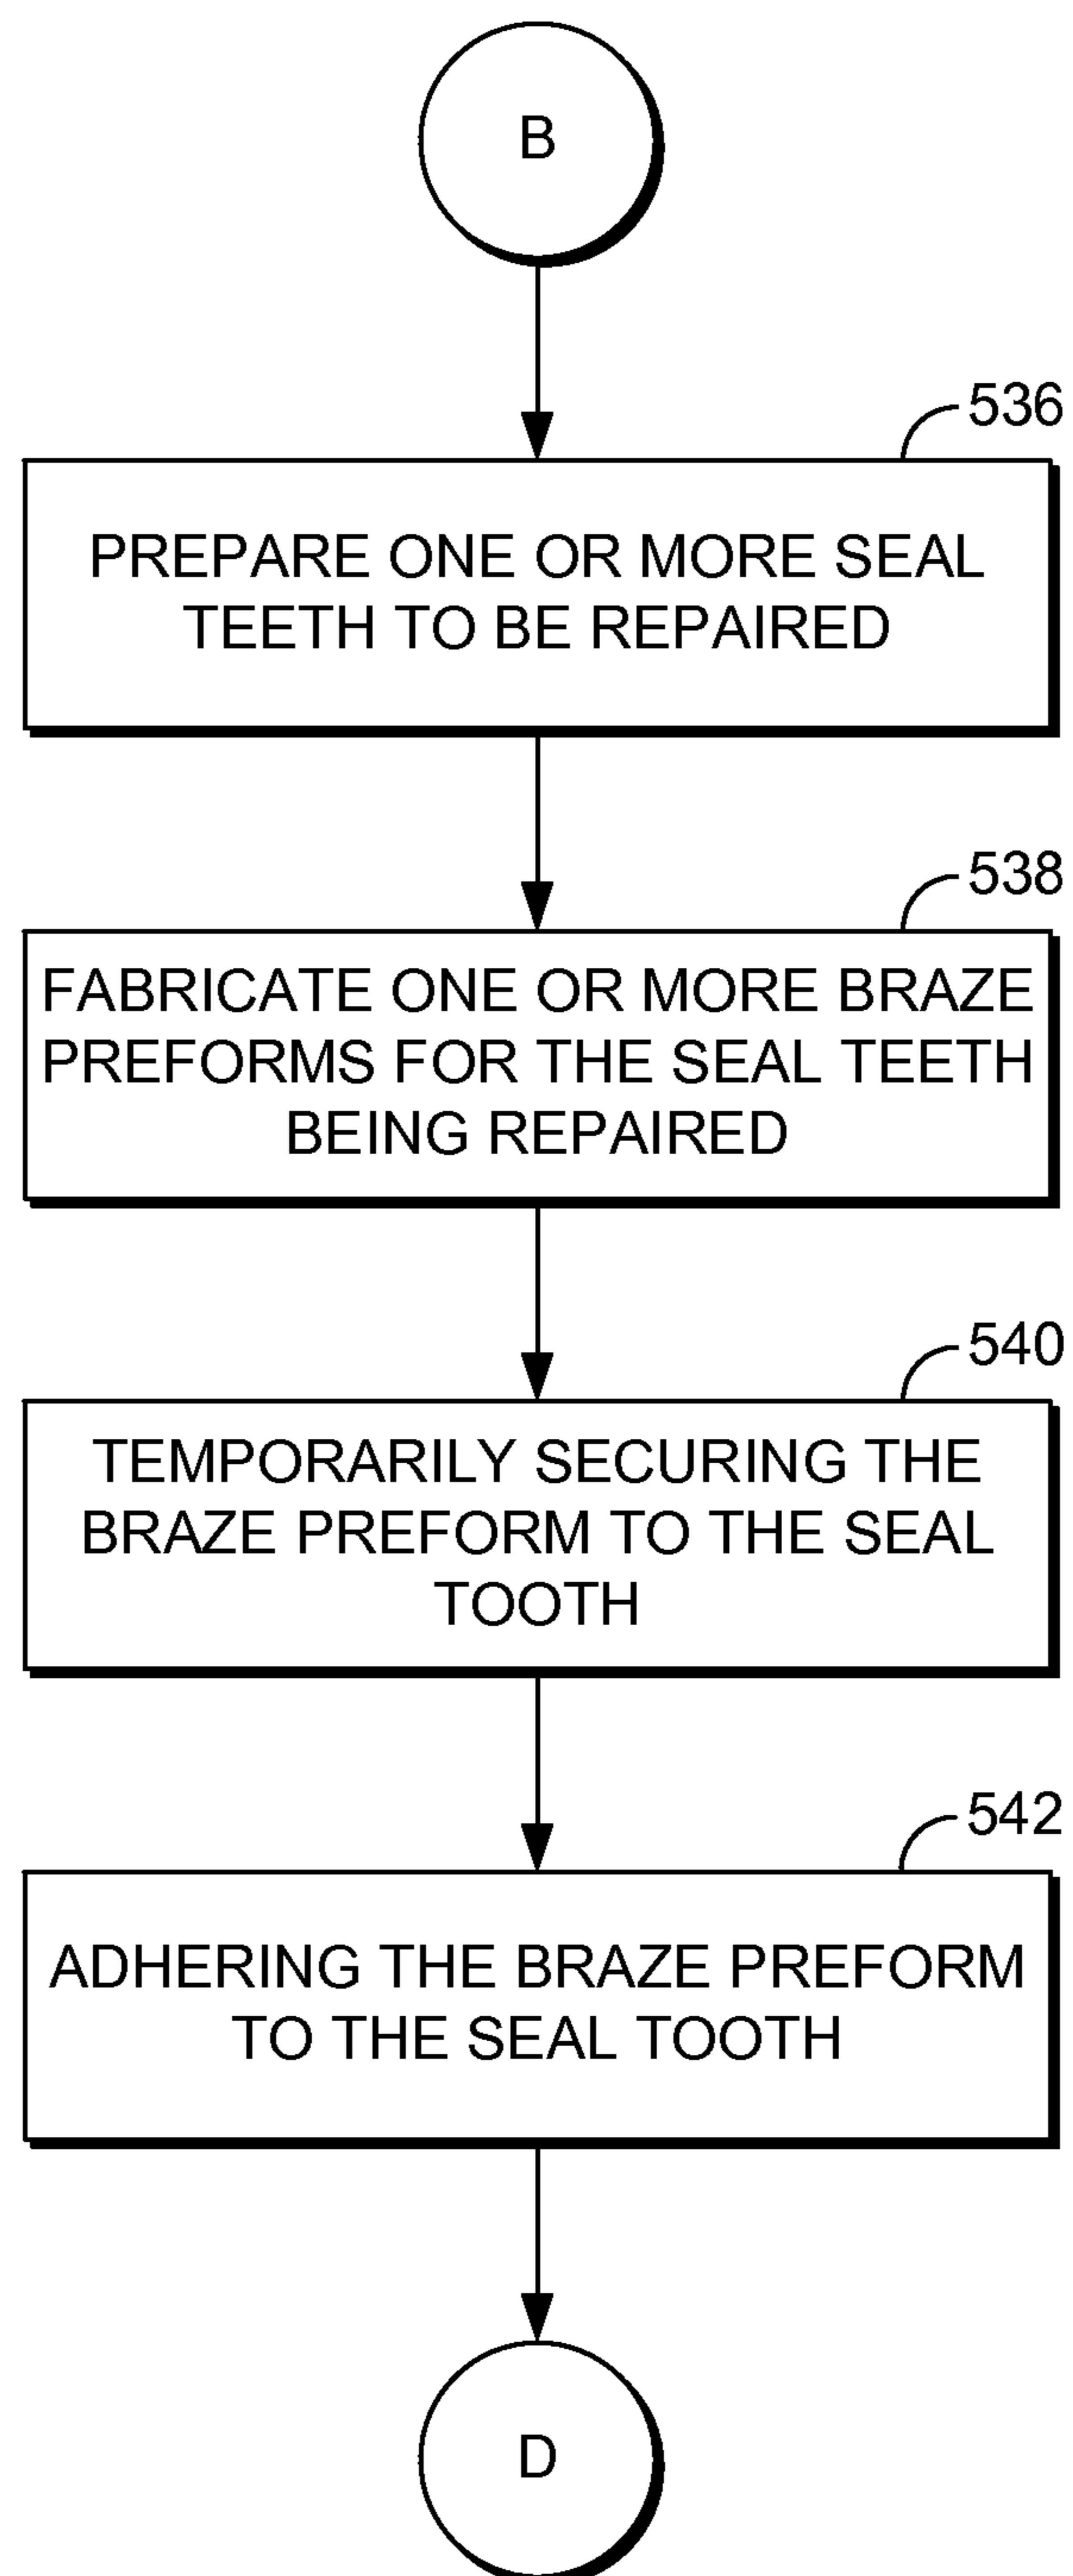 B
536
PREPARE ONE OR MORE SEAL
TEETH TO BE REPAIRED
538
FABRICATE ONE OR MORE BRAZE
PREFORMS FOR THE SEAL TEETH
BEING REPAIRED
540
TEMPORARILY SECURING THE
BRAZE PREFORM TO THE SEAL
TOOTH
542
ADHERING THE BRAZE PREFORM
TO THE SEAL TOOTH
D